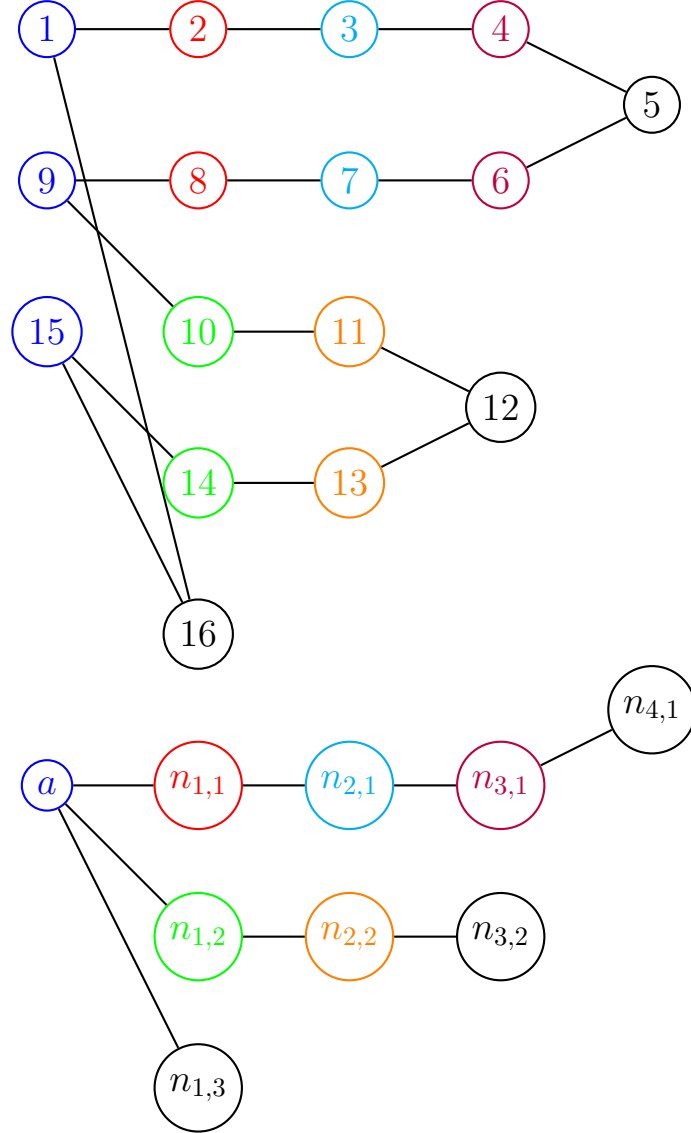 1 2 3 4
5
9 8 7 6
15 10 11
12
14 13
16
n_{4,1}
a n_{1,1} n_{2,1} n_{3,1}
n_{1,2} n_{2,2} n_{3,2}
n_{1,3}